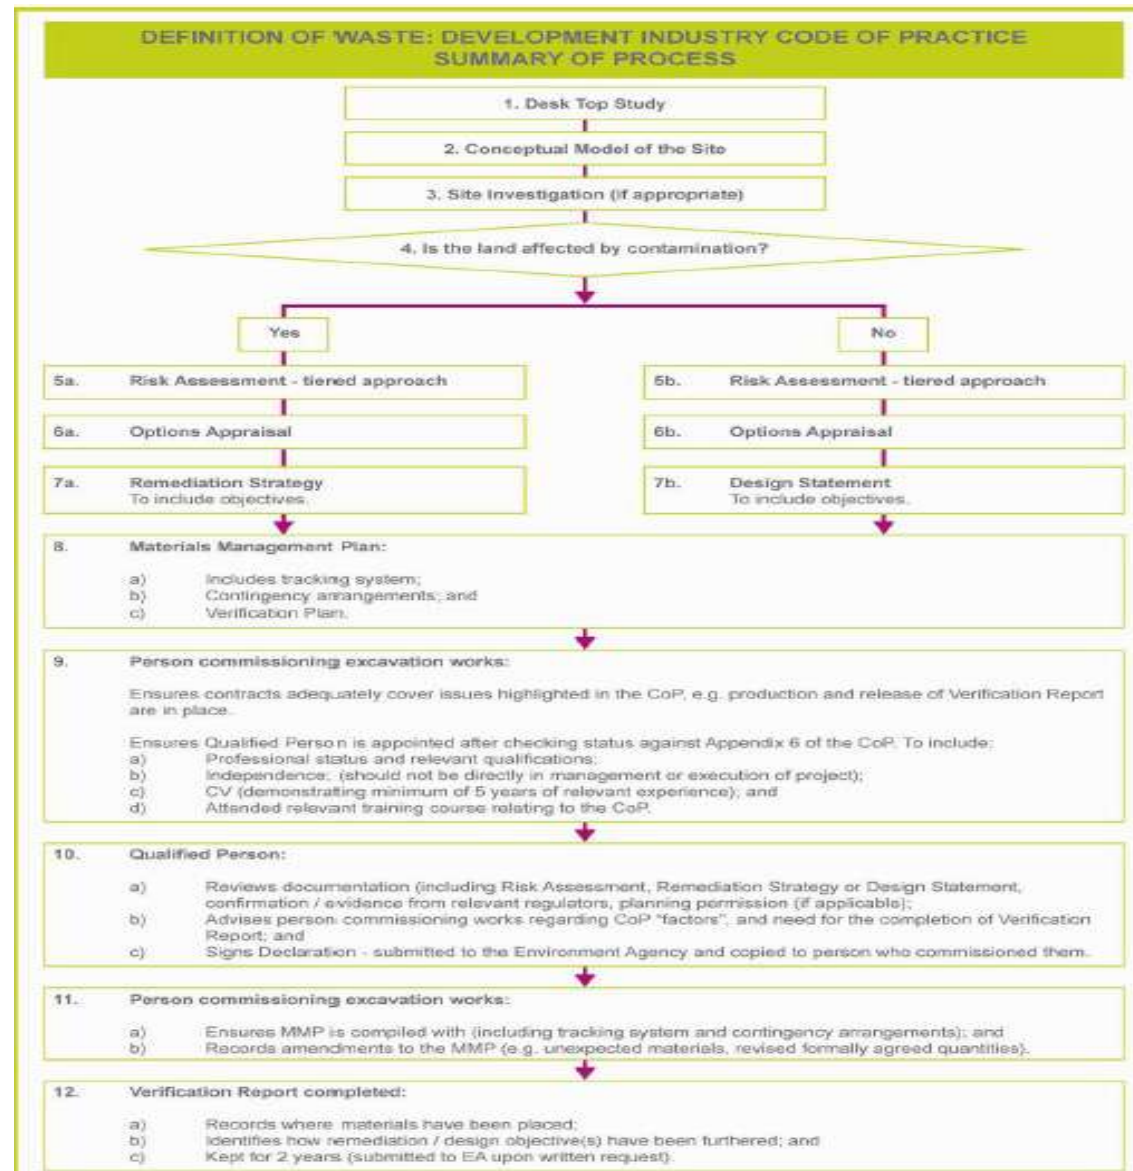 DEFINITION OF WASTE: DEVELOPMENT INDUSTRY CODE OF PRACTICE
SUMMARY OF PROCESS
1. Desk Top Study
2. Conceptual Model of the Site
3. Site Investigation (if appropriate)
4. Is the land affected by contamination?
Yes
No
5a. Risk Assessment - tiered approach
5b. Risk Assessment - tiered approach
6a. Options Appraisal
6b. Options Appraisal
7a. Remediation Strategy
To include objectives.
7b. Design Statement
To include objectives.
8. Materials Management Plan:
a) Includes tracking system;
b) Contingency arrangements; and
c) Verification Plan.
9. Person commissioning excavation works:
Ensures contracts adequately cover issues highlighted in the CoP, e.g. production and release of Verification Report
are in place.
Ensures Qualified Person is appointed after checking status against Appendix 6 of the CoP. To include;
a) Professional status and relevant qualifications;
b) Independence; (should not be directly in management or execution of project);
c) CV (demonstrating minimum of 5 years of relevant experience); and
d) Attended relevant training course relating to the CoP.
10. Qualified Person:
a) Reviews documentation (including Risk Assessment, Remediation Strategy or Design Statement,
confirmation / evidence from relevant regulators, planning permission (if applicable);
b) Advises person commissioning works regarding CoP "factors", and need for the completion of Verification
Report; and
c) Signs Declaration - submitted to the Environment Agency and copied to person who commissioned them.
11. Person commissioning excavation works:
a) Ensures MMP is compiled with (including tracking system and contingency arrangements); and
b) Records amendments to the MMP (e.g. unexpected materials, revised formally agreed quantities).
12. Verification Report completed:
a) Records where materials have been placed;
b) Identifies how remediation / design objective(s) have been furthered; and
c) Kept for 2 years (submitted to EA upon written request).